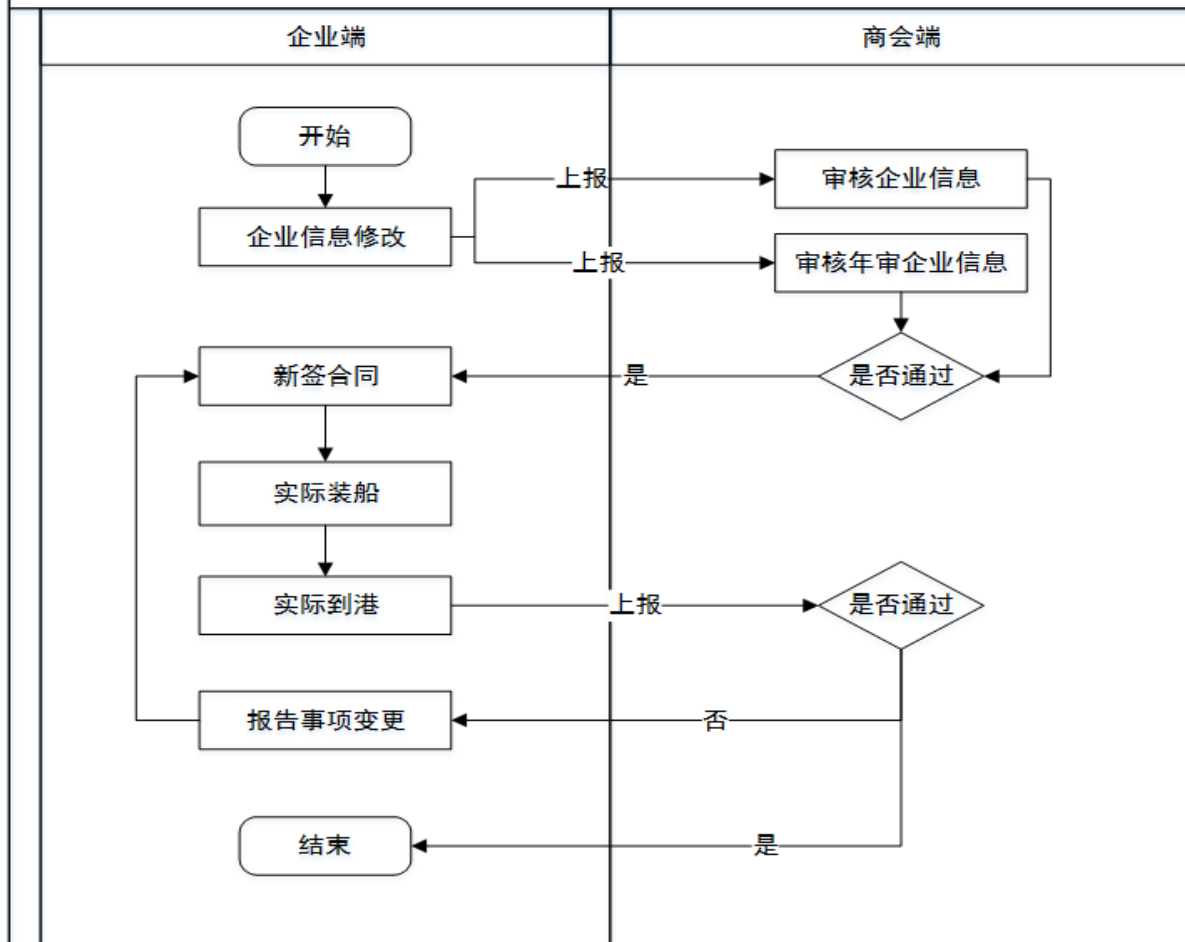 企业端
商会端
开始
上报
审核企业信息
企业信息修改
上报
审核年审企业信息
新签合同
是
是否通过
实际装船
实际到港
上报
是否通过
报告事项变更
否
结束
是